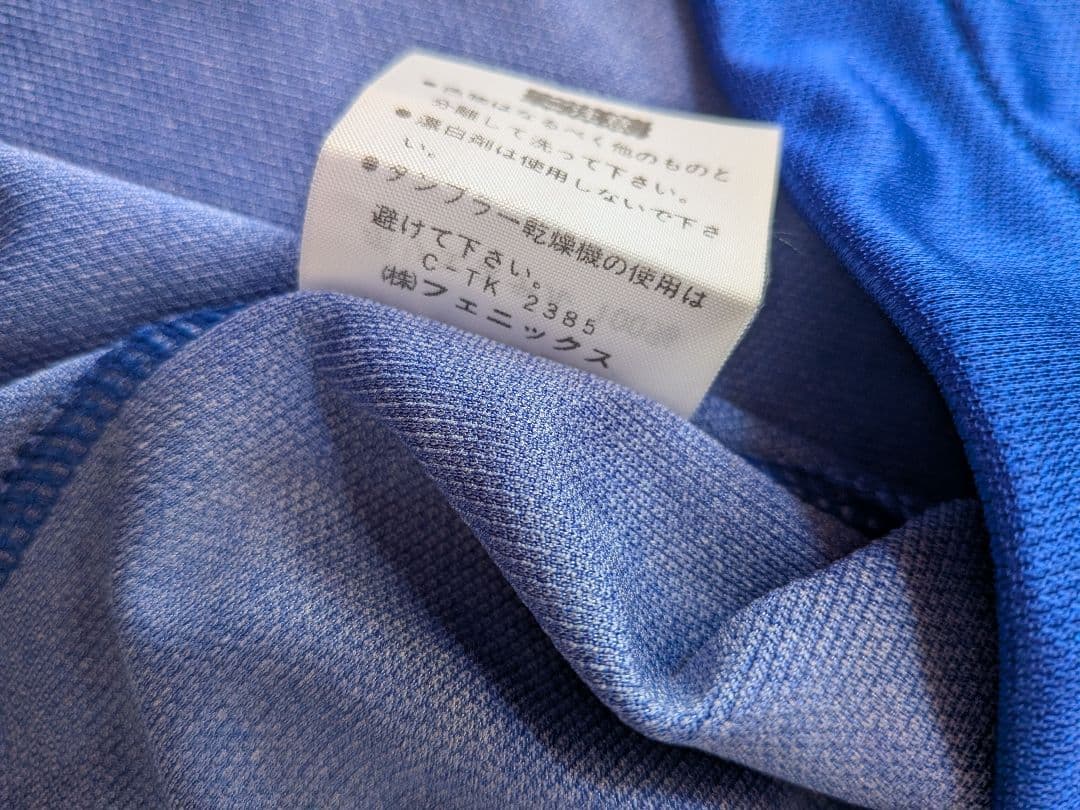 ●色物はなるべく他のものと
分離して洗って下さい。
●漂白剤は使用しないで下さ
い。
●タンブラー乾燥機の使用は
避けて下さい。
C-TK 2385
㈱フェニックス